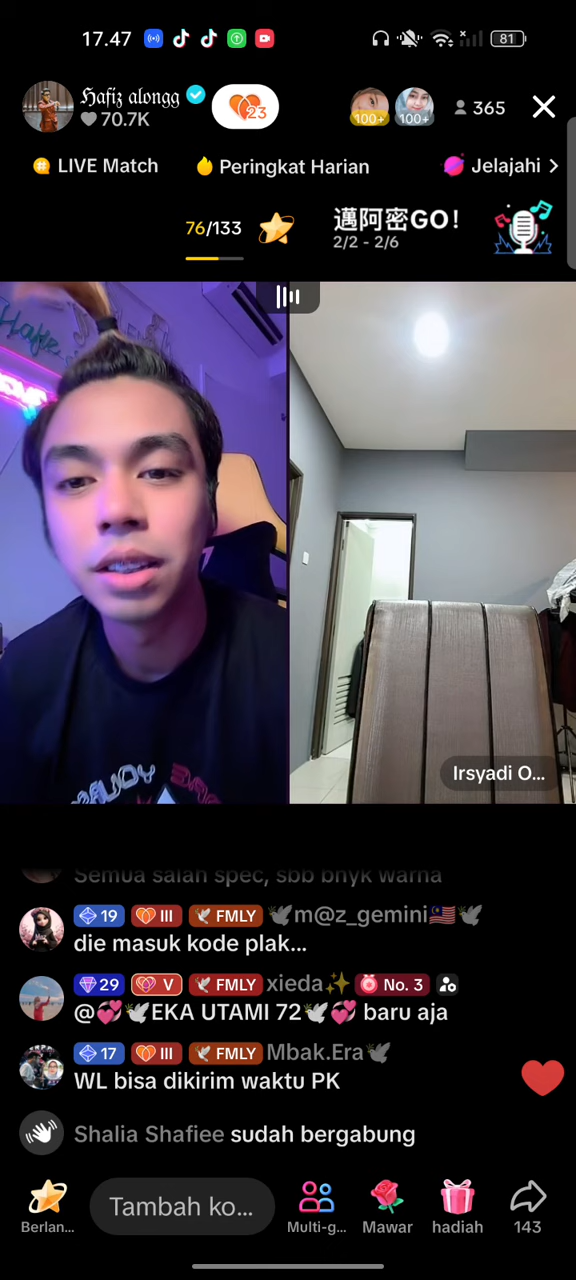 17.47
81
ℌ𝔞𝔣𝔦𝔷 𝔞𝔩𝔬𝔫𝔤𝔤
70.7K
23
100+
100+
365
LIVE Match
Peringkat Harian
Jelajahi
76/133
邁阿密GO!
2/2 - 2/6
Irsyadi O...
Semua salah spec, sbb bnyk warna
19 III FMLY 🕊m@z_gemini🇲🇾🕊
die masuk kode plak...
29 V FMLY xieda✨ No. 3
@💞🕊EKA UTAMI 72🕊💞 baru aja
17 III FMLY Mbak.Era🕊
WL bisa dikirim waktu PK
Shalia Shafiee sudah bergabung
Tambah ko...
Berlan...
Multi-g...
Mawar
hadiah
143